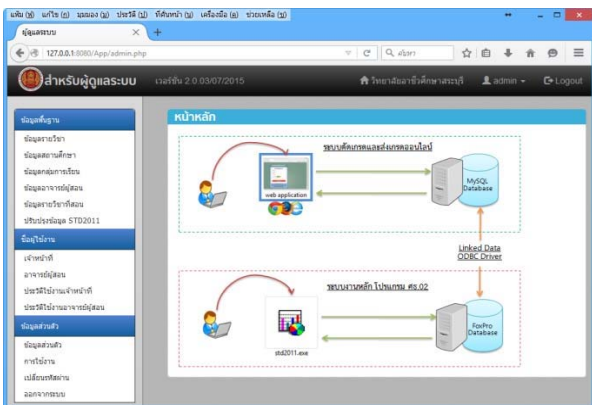 แฟ้ม (ฟ) แก้ไข (ก) มุมมอง (ม) ประวัติ (ป) ที่คั่นหน้า (ท) เครื่องมือ (อ) ช่วยเหลือ (ช)
ผู้ดูแลระบบ
127.0.0.1:8080/App/admin.php
ค้นหา
สำหรับผู้ดูแลระบบ
เวอร์ชั่น 2.0.03/07/2015
วิทยาลัยอาชีวศึกษาสระบุรี
admin
Logout
ข้อมูลพื้นฐาน
ข้อมูลรายวิชา
ข้อมูลสถานศึกษา
ข้อมูลกลุ่มการเรียน
ข้อมูลอาจารย์ผู้สอน
ข้อมูลรายวิชาที่สอน
ปรับปรุงข้อมูล STD2011
ชื่อผู้ใช้งาน
เจ้าหน้าที่
อาจารย์ผู้สอน
ประวัติใช้งานเจ้าหน้าที่
ประวัติใช้งานอาจารย์ผู้สอน
ข้อมูลส่วนตัว
ข้อมูลส่วนตัว
การใช้งาน
เปลี่ยนรหัสผ่าน
ออกจากระบบ
หน้าหลัก
ระบบตัดเกรดและส่งเกรดออนไลน์
web application
MySQL
Database
Linked Data
ODBC Driver
ระบบงานหลัก โปรแกรม ศธ.02
std2011.exe
FoxPro
Database